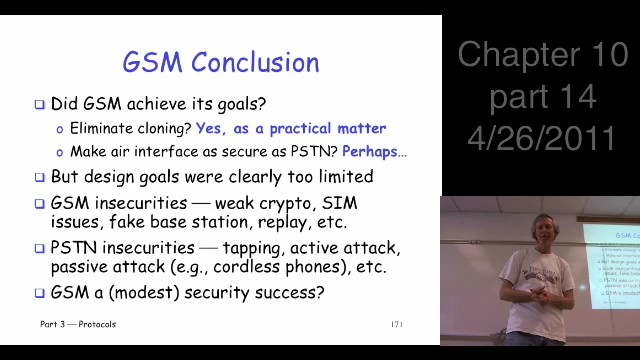 GSM Conclusion
❑ Did GSM achieve its goals?
o Eliminate cloning? Yes, as a practical matter
o Make air interface as secure as PSTN? Perhaps…
❑ But design goals were clearly too limited
❑ GSM insecurities — weak crypto, SIM
issues, fake base station, replay, etc.
❑ PSTN insecurities — tapping, active attack,
passive attack (e.g., cordless phones), etc.
❑ GSM a (modest) security success?
Part 3 — Protocols
171
Chapter 10
part 14
4/26/2011
GSM Co